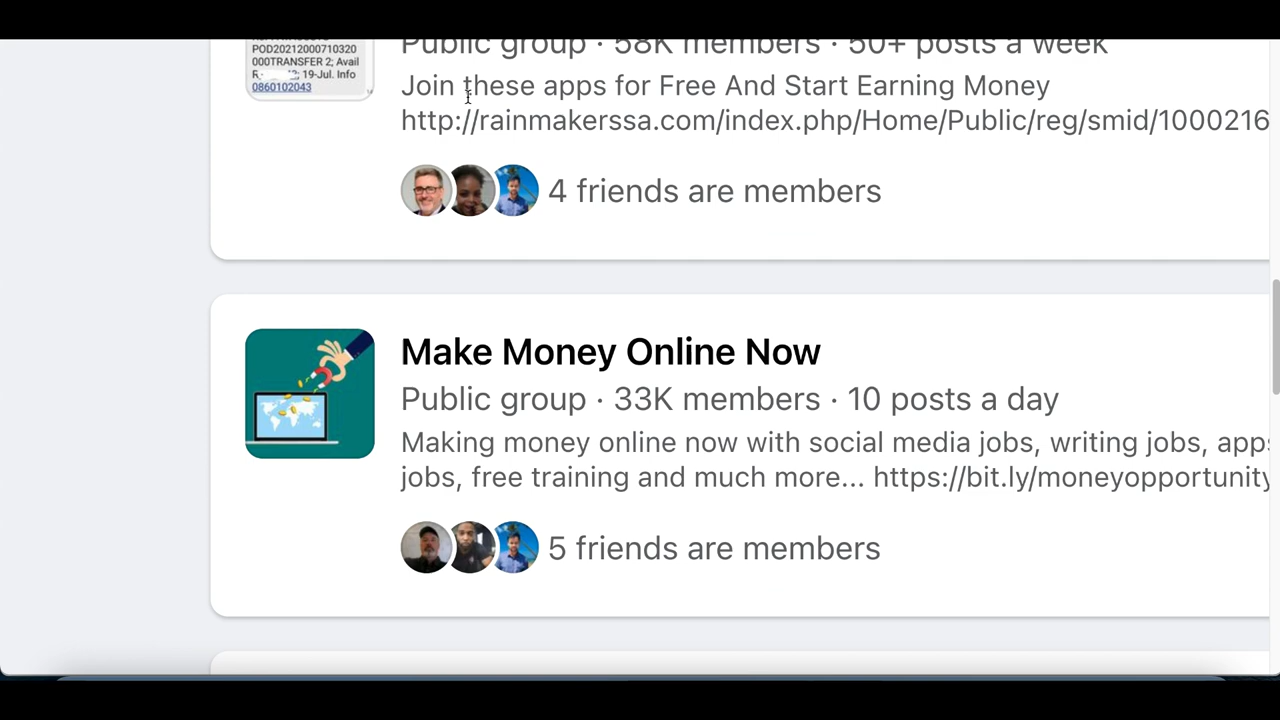 POD20212000710320
000TRANSFER 2; Avail
19-Jul. Info
0860102043
Public group · 58K members · 50+ posts a week
Join these apps for Free And Start Earning Money
http://rainmakerssa.com/index.php/Home/Public/reg/smid/1000216
4 friends are members
Make Money Online Now
Public group · 33K members · 10 posts a day
Making money online now with social media jobs, writing jobs, apps
jobs, free training and much more... https://bit.ly/moneyopportunity
5 friends are members